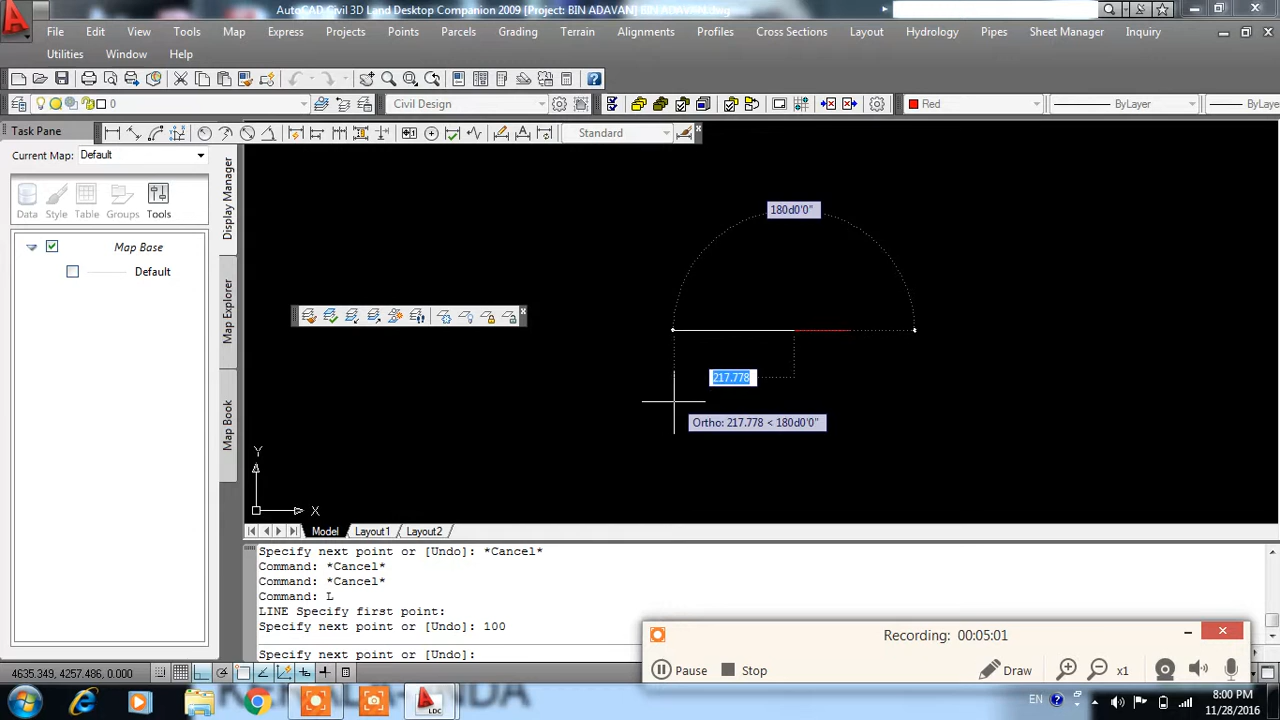 AutoCAD Civil 3D Land Desktop Companion 2009 [Project: BIN ADAVAN] BIN ADAVAN.dwg
File Edit View Tools Map Express Projects Points Parcels Grading Terrain Alignments Profiles Cross Sections Layout Hydrology Pipes Sheet Manager Inquiry
Utilities Window Help
0 Civil Design Red ByLayer ByLayer
Task Pane Standard
Current Map: Default
Data Style Table Groups Tools
Map Base
Default
Display Manager
Map Explorer
Map Book
180d0'0"
217.778
Ortho: 217.778 < 180d0'0"
Y
X
Model Layout1 Layout2
Specify next point or [Undo]: *Cancel*
Command: *Cancel*
Command: *Cancel*
Command: L
LINE Specify first point:
Specify next point or [Undo]: 100
Specify next point or [Undo]:
Recording: 00:05:01
Pause Stop Draw x1
4635.349, 4257.486, 0.000
LDC
EN
8:00 PM
11/28/2016